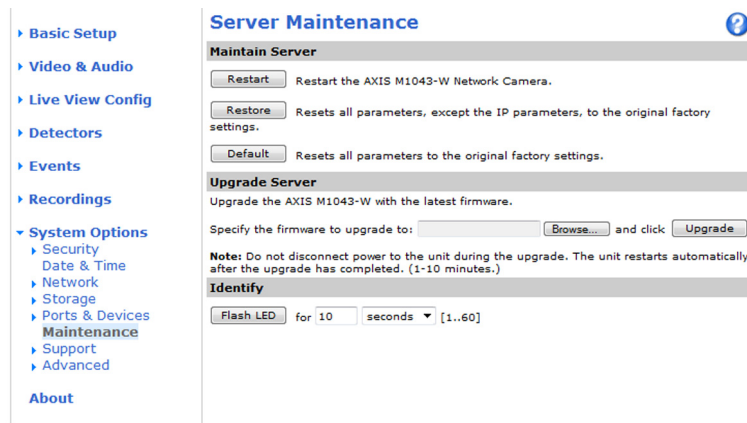 Basic Setup
Video & Audio
Live View Config
Detectors
Events
Recordings
System Options
Security
Date & Time
Network
Storage
Ports & Devices
Maintenance
Support
Advanced
About
Server Maintenance
?
Maintain Server
Restart Restart the AXIS M1043-W Network Camera.
Restore Resets all parameters, except the IP parameters, to the original factory
settings.
Default Resets all parameters to the original factory settings.
Upgrade Server
Upgrade the AXIS M1043-W with the latest firmware.
Specify the firmware to upgrade to: Browse... and click Upgrade
Note: Do not disconnect power to the unit during the upgrade. The unit restarts automatically
after the upgrade has completed. (1-10 minutes.)
Identify
Flash LED for 10 seconds [1..60]